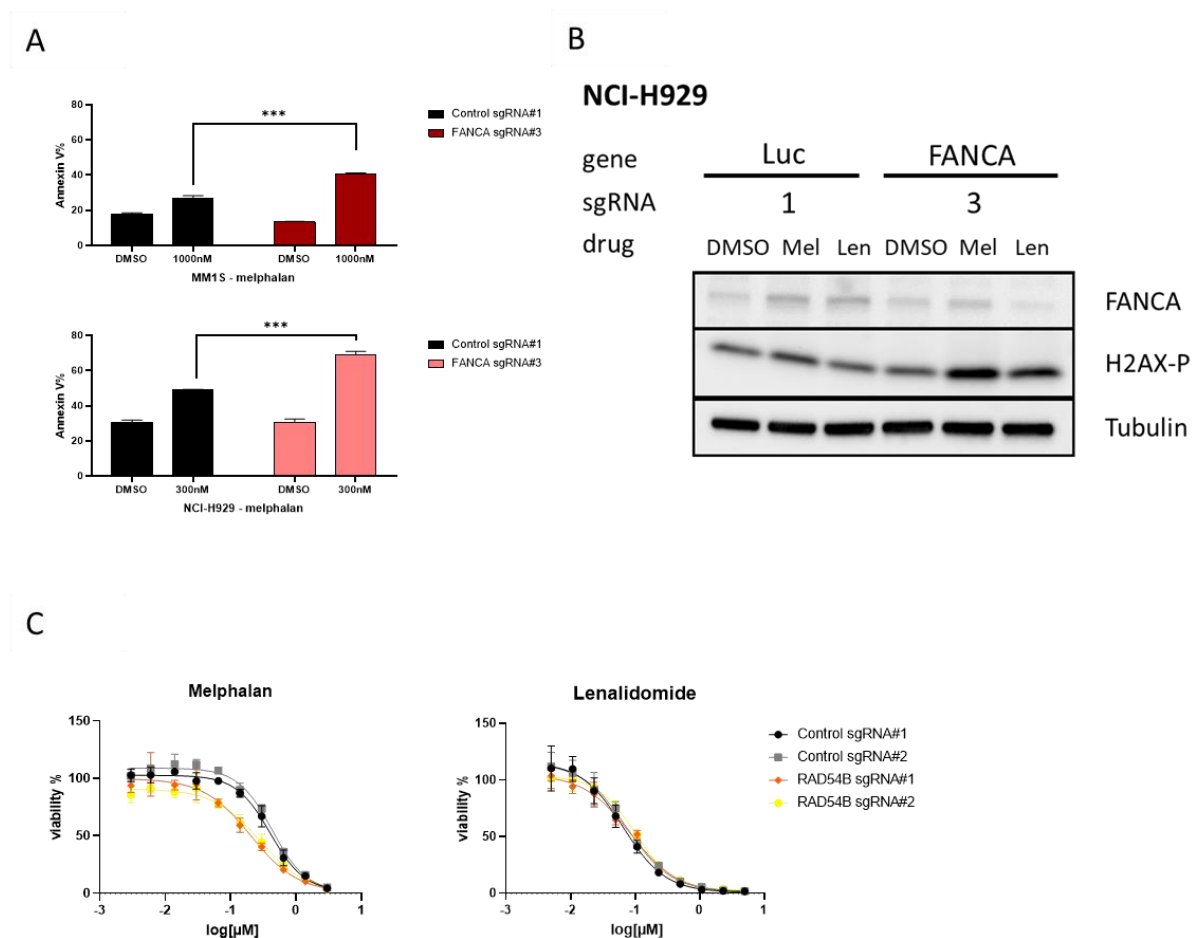 A
80
60
40
20
0
Annexin V%
***
DMSO 1000nM DMSO 1000nM
MM1S - melphalan
Control sgRNA#1
FANCA sgRNA#3
80
60
40
20
0
Annexin V%
***
DMSO 300nM DMSO 300nM
NCI-H929 - melphalan
Control sgRNA#1
FANCA sgRNA#3
B
NCI-H929
gene Luc FANCA
sgRNA 1 3
drug DMSO Mel Len DMSO Mel Len
FANCA
H2AX-P
Tubulin
C
Melphalan
150
100
50
0
viability %
-3 -2 -1 0 1
log[µM]
Lenalidomide
150
100
50
0
viability %
-3 -2 -1 0 1
log[µM]
Control sgRNA#1
Control sgRNA#2
RAD54B sgRNA#1
RAD54B sgRNA#2